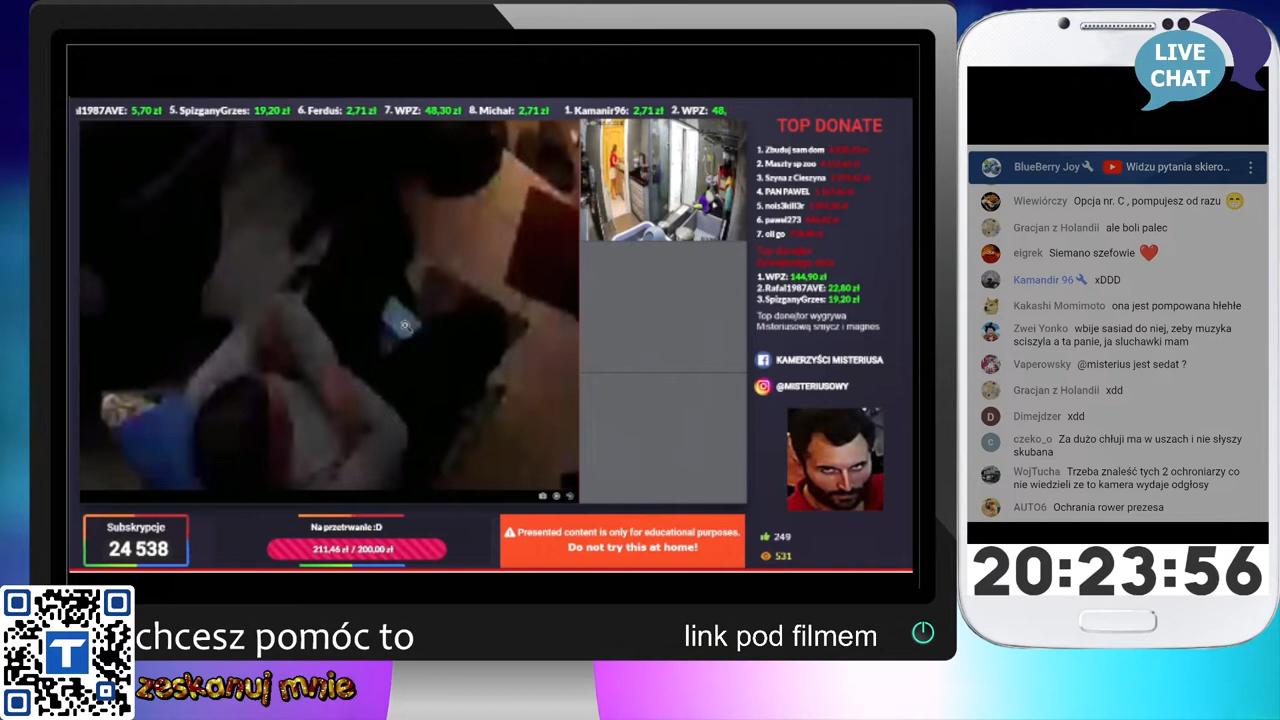 al1987AVE: 5,70 zł 5. SpizganyGrzes: 19,20 zł 6. Ferduś: 2,71 zł 7. WPZ: 48,30 zł 8. Michał: 2,71 zł 1. Kamanir96: 2,71 zł 2. WPZ: 48,
TOP DONATE
1. Zbuduj sam dom
2. Maszty sp zoo
3. Szyna z Cieszyna
4. PAN PAWEL
5. nois3kill3r
6. pawel273
7. oli go
Top donejtor
1.WPZ: 144,90 zł
2.Rafal1987AVE: 22,80 zł
3.SpizganyGrzes: 19,20 zł
Top donejtor wygrywa
Misteriusową smycz i magnes
KAMERZYŚCI MISTERIUSA
@MISTERIUSOWY
Subskrypcje
24 538
Na przetrwanie :D
211,46 zł / 200,00 zł
Presented content is only for educational purposes.
Do not try this at home!
249
531
chcesz pomóc to
link pod filmem
T
zeskanuj mnie
LIVE
CHAT
BlueBerry Joy Widzu pytania skiero...
Wiewiórczy Opcja nr. C , pompujesz od razu
Gracjan z Holandii ale boli palec
eigrek Siemano szefowie
Kamandir 96 xDDD
Kakashi Momimoto ona jest pompowana hłehłe
Zwei Yonko wbije sasiad do niej, zeby muzyka
sciszyla a ta panie, ja sluchawki mam
Vaperowsky @misterius jest sedat ?
Gracjan z Holandii xdd
Dimejdzer xdd
czeko_o Za dużo chłuji ma w uszach i nie słyszy
skubana
WojTucha Trzeba znaleść tych 2 ochroniarzy co
nie wiedzieli ze to kamera wydaje odgłosy
AUTO6 Ochrania rower prezesa
20:23:56